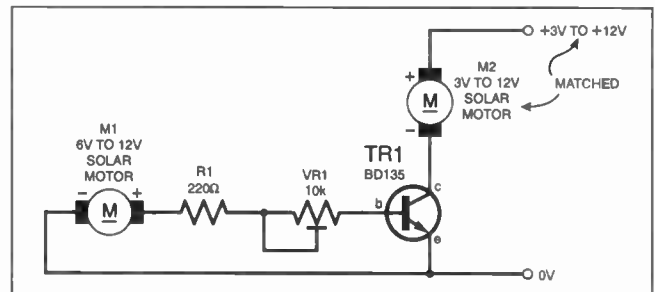 +3V TO +12V
M2
3V TO 12V
SOLAR
MOTOR
MATCHED
+
M
-
M1
6V TO 12V
SOLAR
MOTOR
- +
M
R1
220Ω
VR1
10k
TR1
BD135
b
c
e
0V